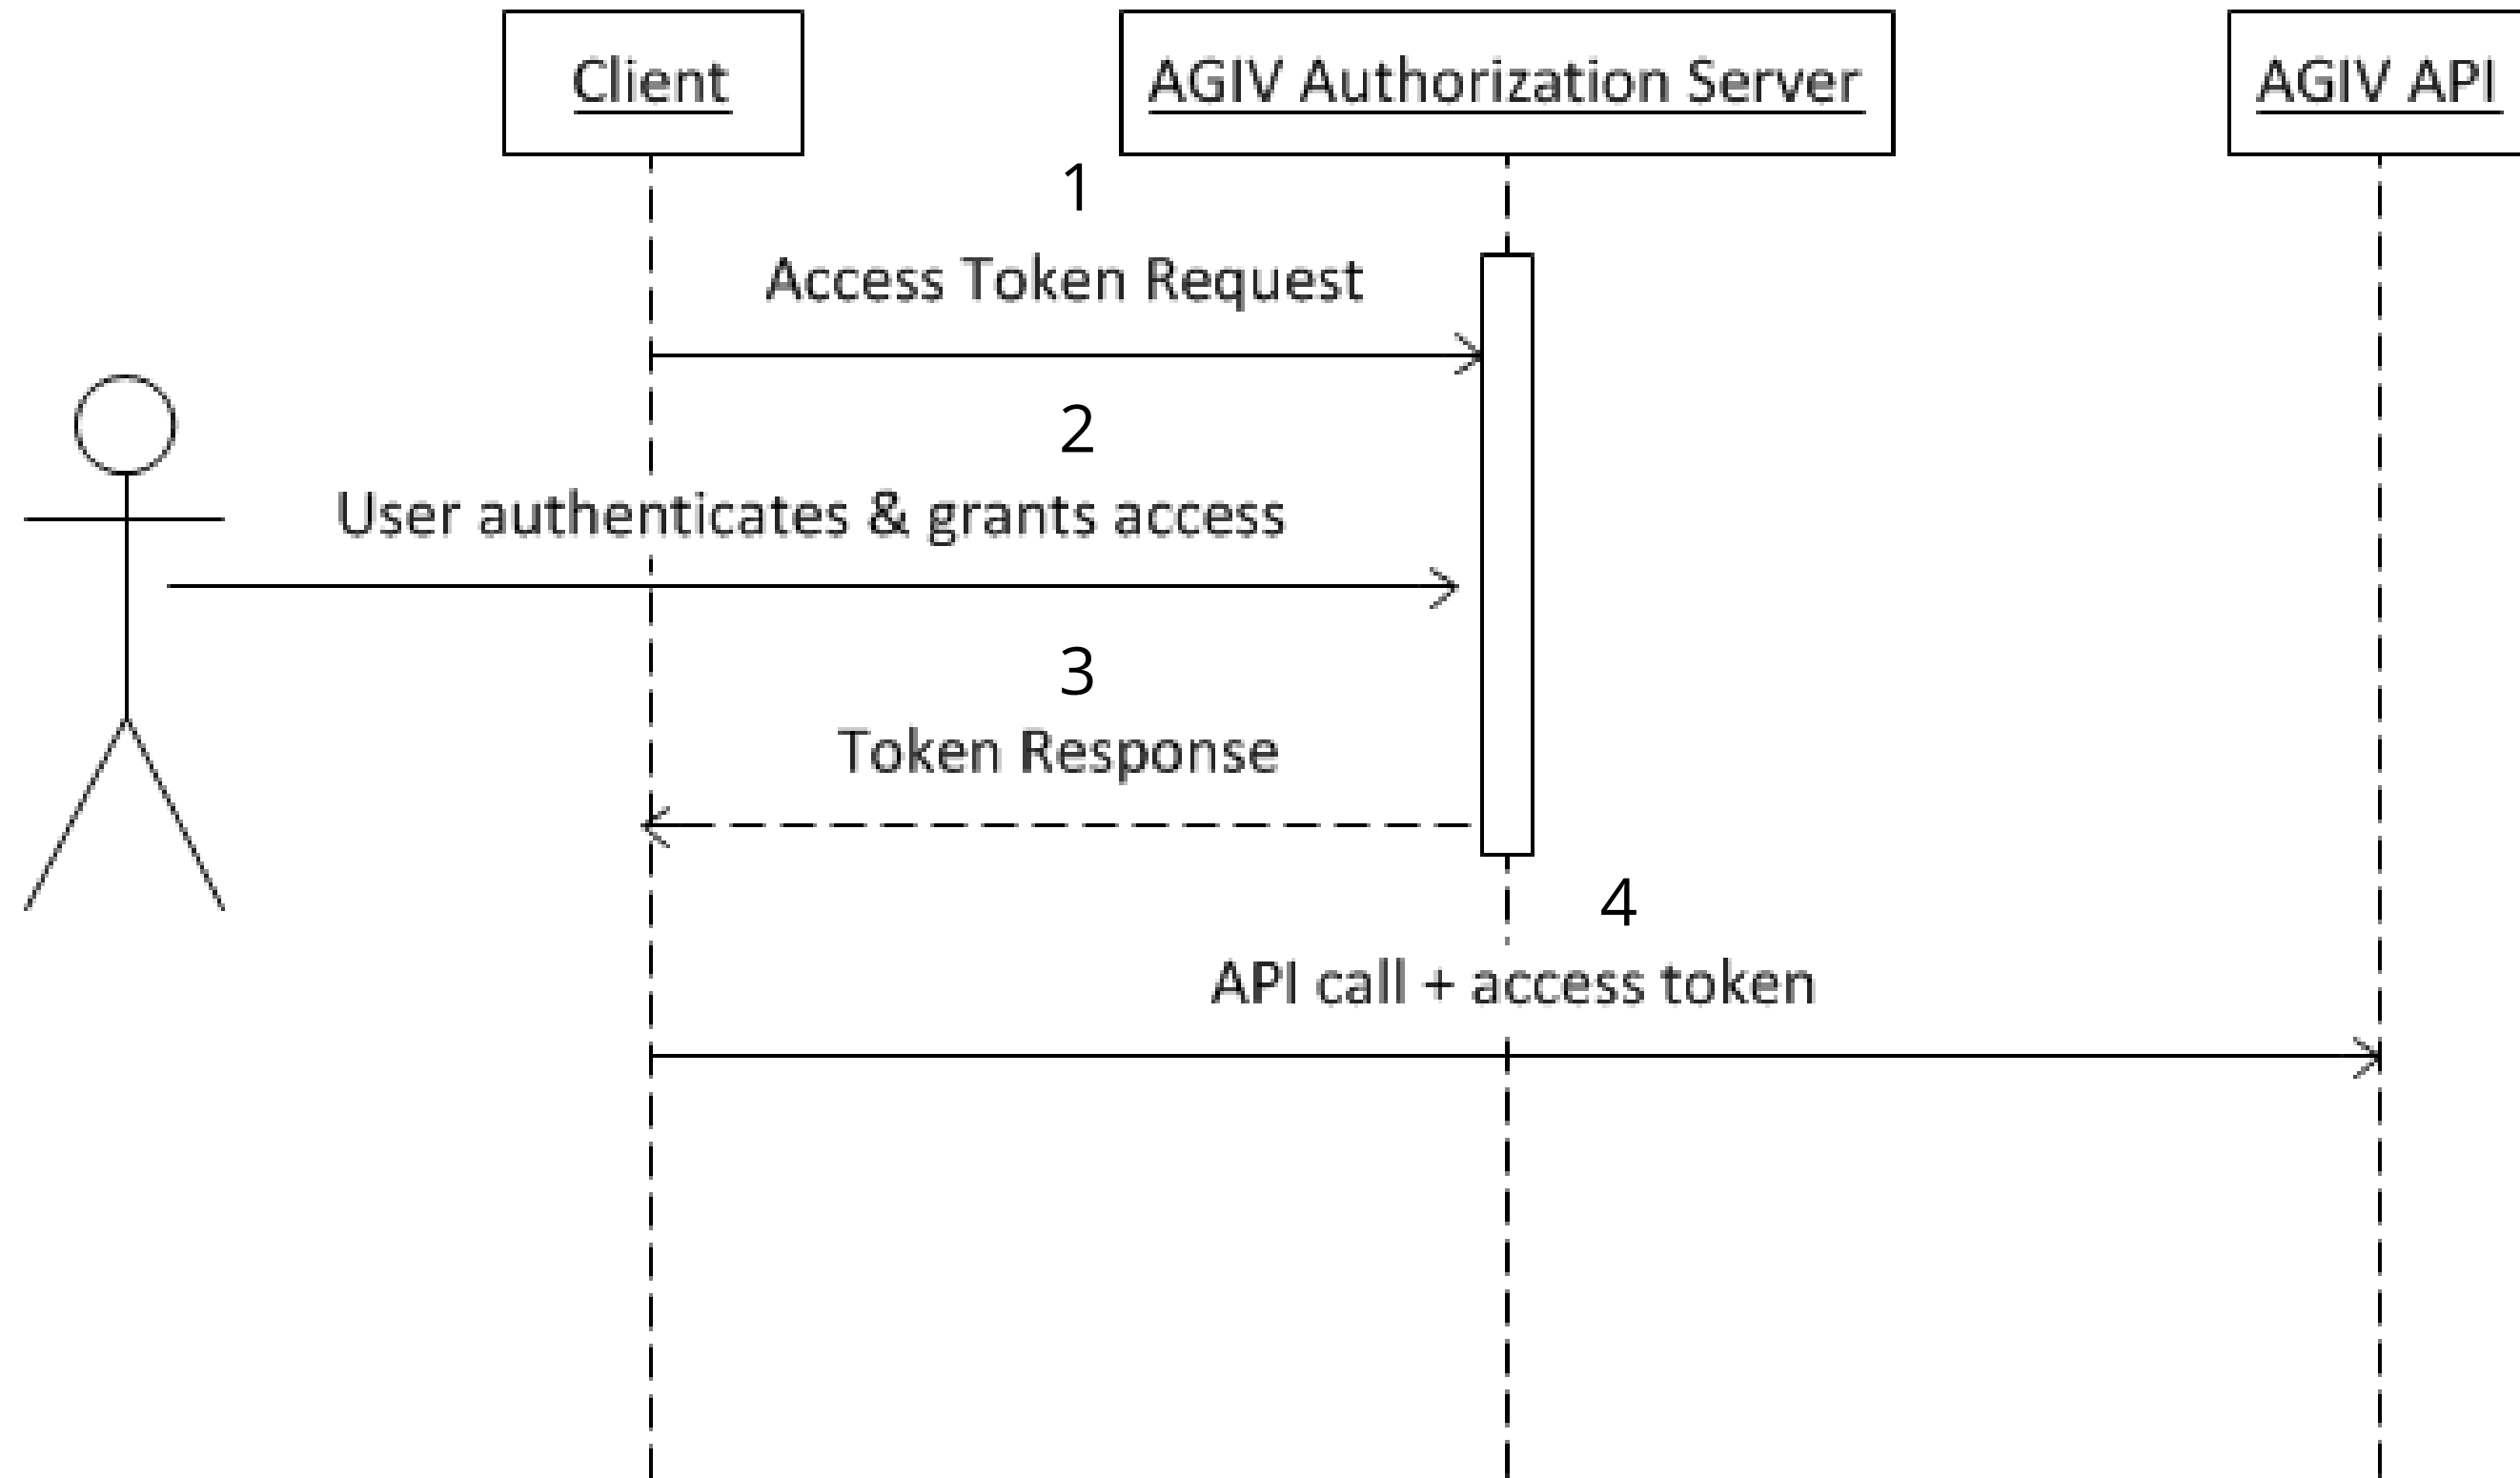 Client
AGIV Authorization Server
AGIV API
1
Access Token Request
2
User authenticates & grants access
3
Token Response
4
API call + access token